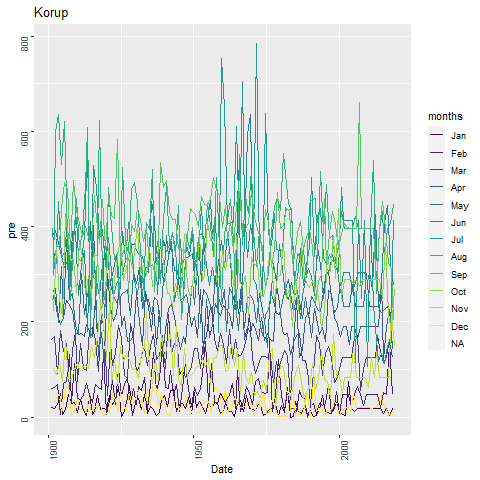 Korup
800
600
400
200
0
pre
1900
1950
2000
Date
months
Jan
Feb
Mar
Apr
May
Jun
Jul
Aug
Sep
Oct
Nov
Dec
NA